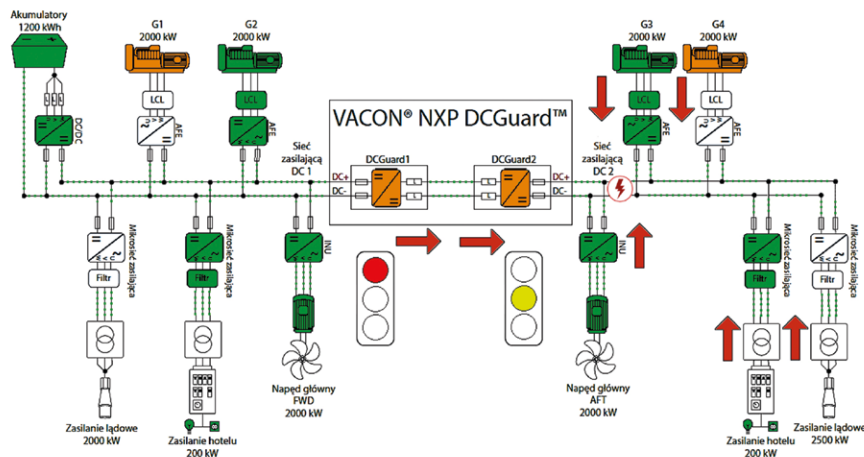 Akumulatory
1200 kWh
G1
2000 kW
G2
2000 kW
G3
2000 kW
G4
2000 kW
LCL
LCL
LCL
LCL
DC/DC
AFE
AFE
AFE
AFE
VACON® NXP DCGuard™
Sieć
zasilającą
DC 1
DCGuard1
DCGuard2
Sieć
zasilającą
DC 2
DC+
DC-
DC+
DC-
L
L
L
L
U
V
W
Mikrosieć zasilająca
Mikrosieć zasilająca
INU
INU
Mikrosieć zasilająca
Mikrosieć zasilająca
Filtr
Filtr
Filtr
Filtr
Napęd główny
FWD
2000 kW
Napęd główny
AFT
2000 kW
Zasilanie lądowe
2000 kW
Zasilanie hotelu
200 kW
Zasilanie hotelu
200 kW
Zasilanie lądowe
2500 kW